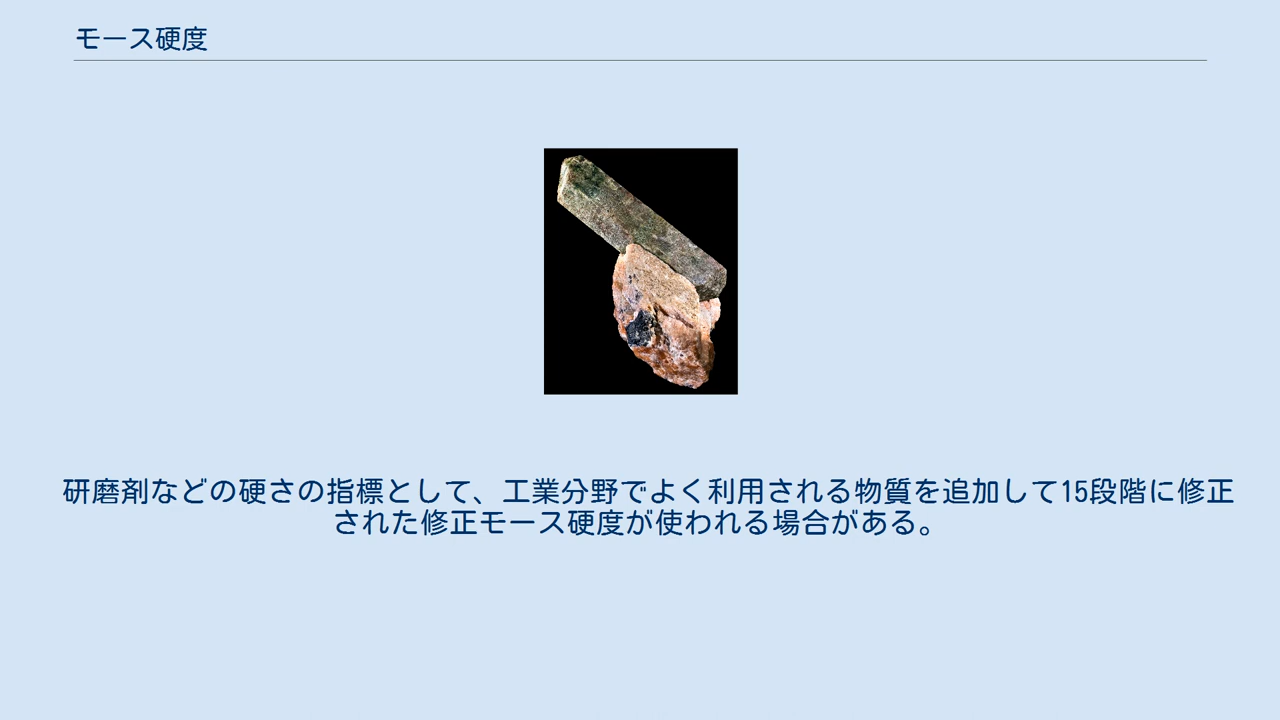 モース硬度
研磨剤などの硬さの指標として、工業分野でよく利用される物質を追加して15段階に修正
された修正モース硬度が使われる場合がある。